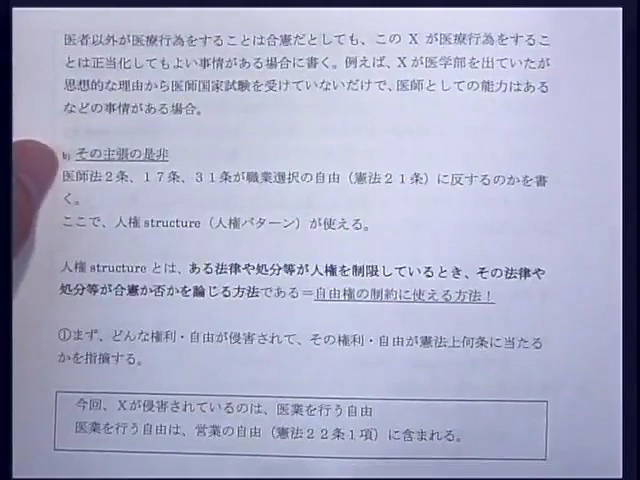 医者以外が医療行為をすることは合憲だとしても、この X が医療行為をするこ
とは正当化してもよい事情がある場合に書く。例えば、X が医学部を出ていたが
思想的な理由から医師国家試験を受けていないだけで、医師としての能力はある
などの事情がある場合。
b) その主張の是非
医師法２条、１７条、３１条が職業選択の自由（憲法２１条）に反するのかを書
く。
ここで、人権 structure（人権パターン）が使える。
人権 structure とは、ある法律や処分等が人権を制限しているとき、その法律や
処分等が合憲か否かを論じる方法である＝自由権の制約に使える方法！
①まず、どんな権利・自由が侵害されて、その権利・自由が憲法上何条に当たる
かを指摘する。
今回、Ｘが侵害されているのは、医業を行う自由
医業を行う自由は、営業の自由（憲法２２条１項）に含まれる。